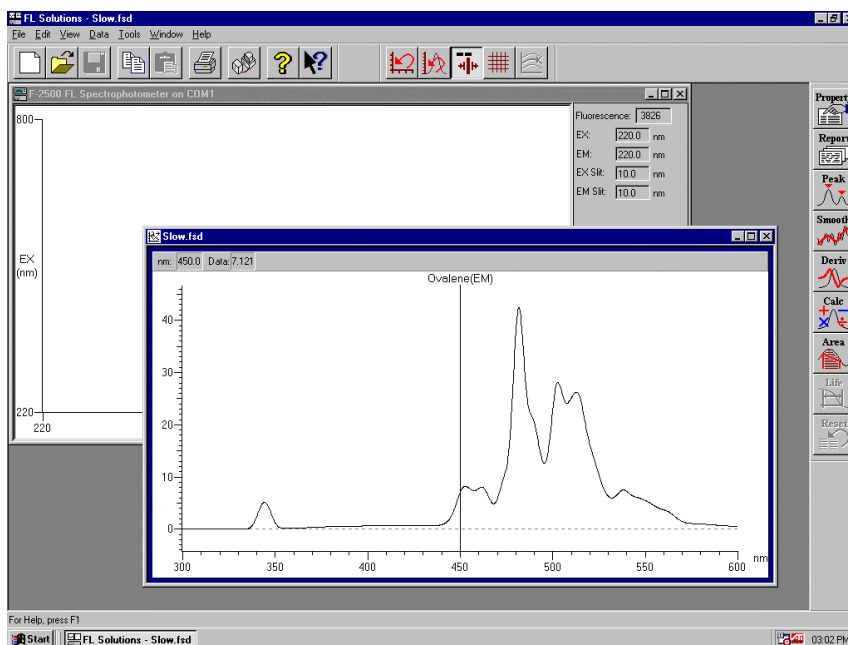 FL Solutions - Slow.fsd
File Edit View Data Tools Window Help
F-2500 FL Spectrophotometer on COM1
800
EX
(nm)
220
220
Fluorescence: 3826
EX: 220.0 nm
EM: 220.0 nm
EX Slit: 10.0 nm
EM Slit: 10.0 nm
Slow.fsd
nm: 450.0 Data: 7.121
Ovalene(EM)
40
30
20
10
0
300 350 400 450 500 550 600 nm
Propert
Report
Peak
Smooth
Deriv
Calc
Area
Life
Reset
For Help, press F1
Start FL Solutions - Slow.fsd 03:02 PM